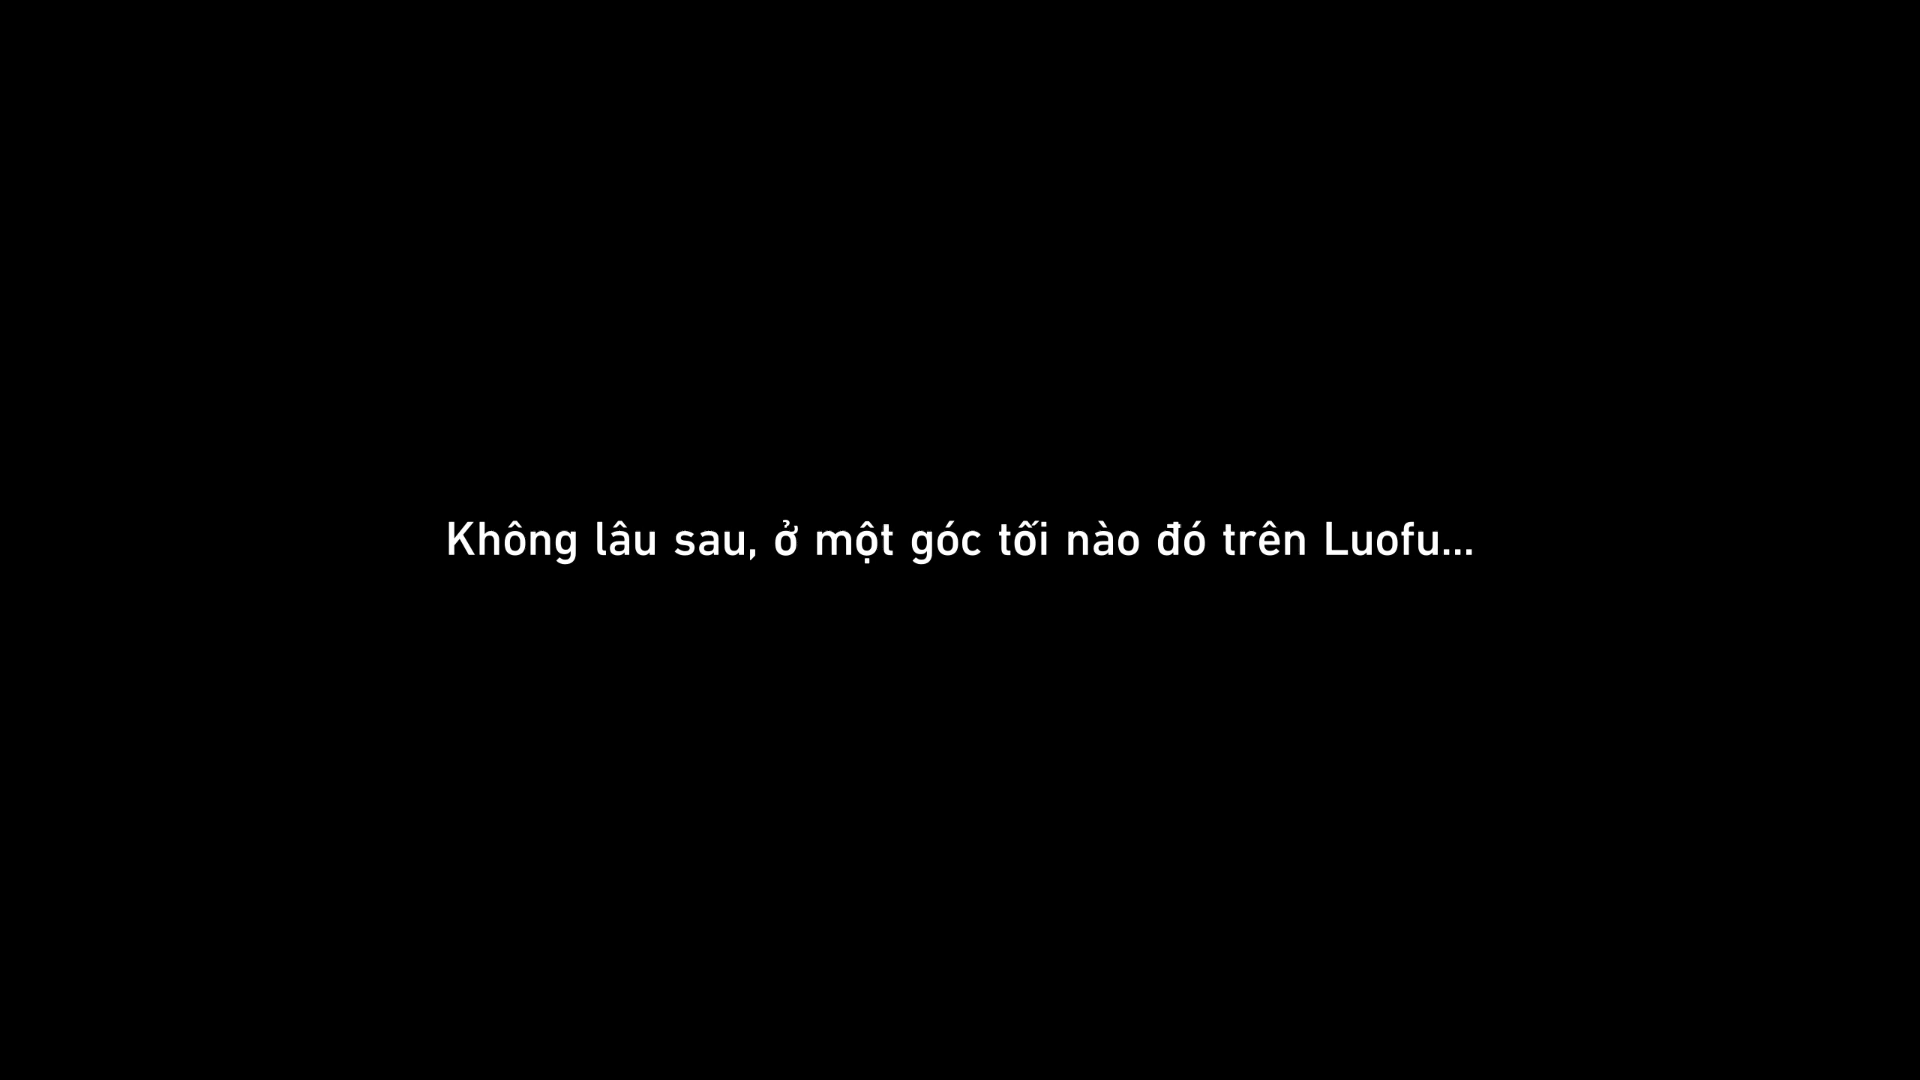 Không lâu sau, ở một góc tối nào đó trên Luofu...